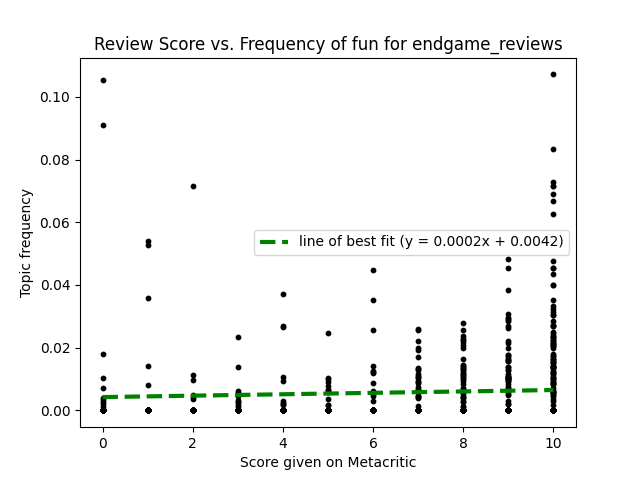 Review Score vs. Frequency of fun for endgame_reviews
0.10
0.08
0.06
0.04
0.02
0.00
Topic frequency
line of best fit (y = 0.0002x + 0.0042)
0 2 4 6 8 10
Score given on Metacritic